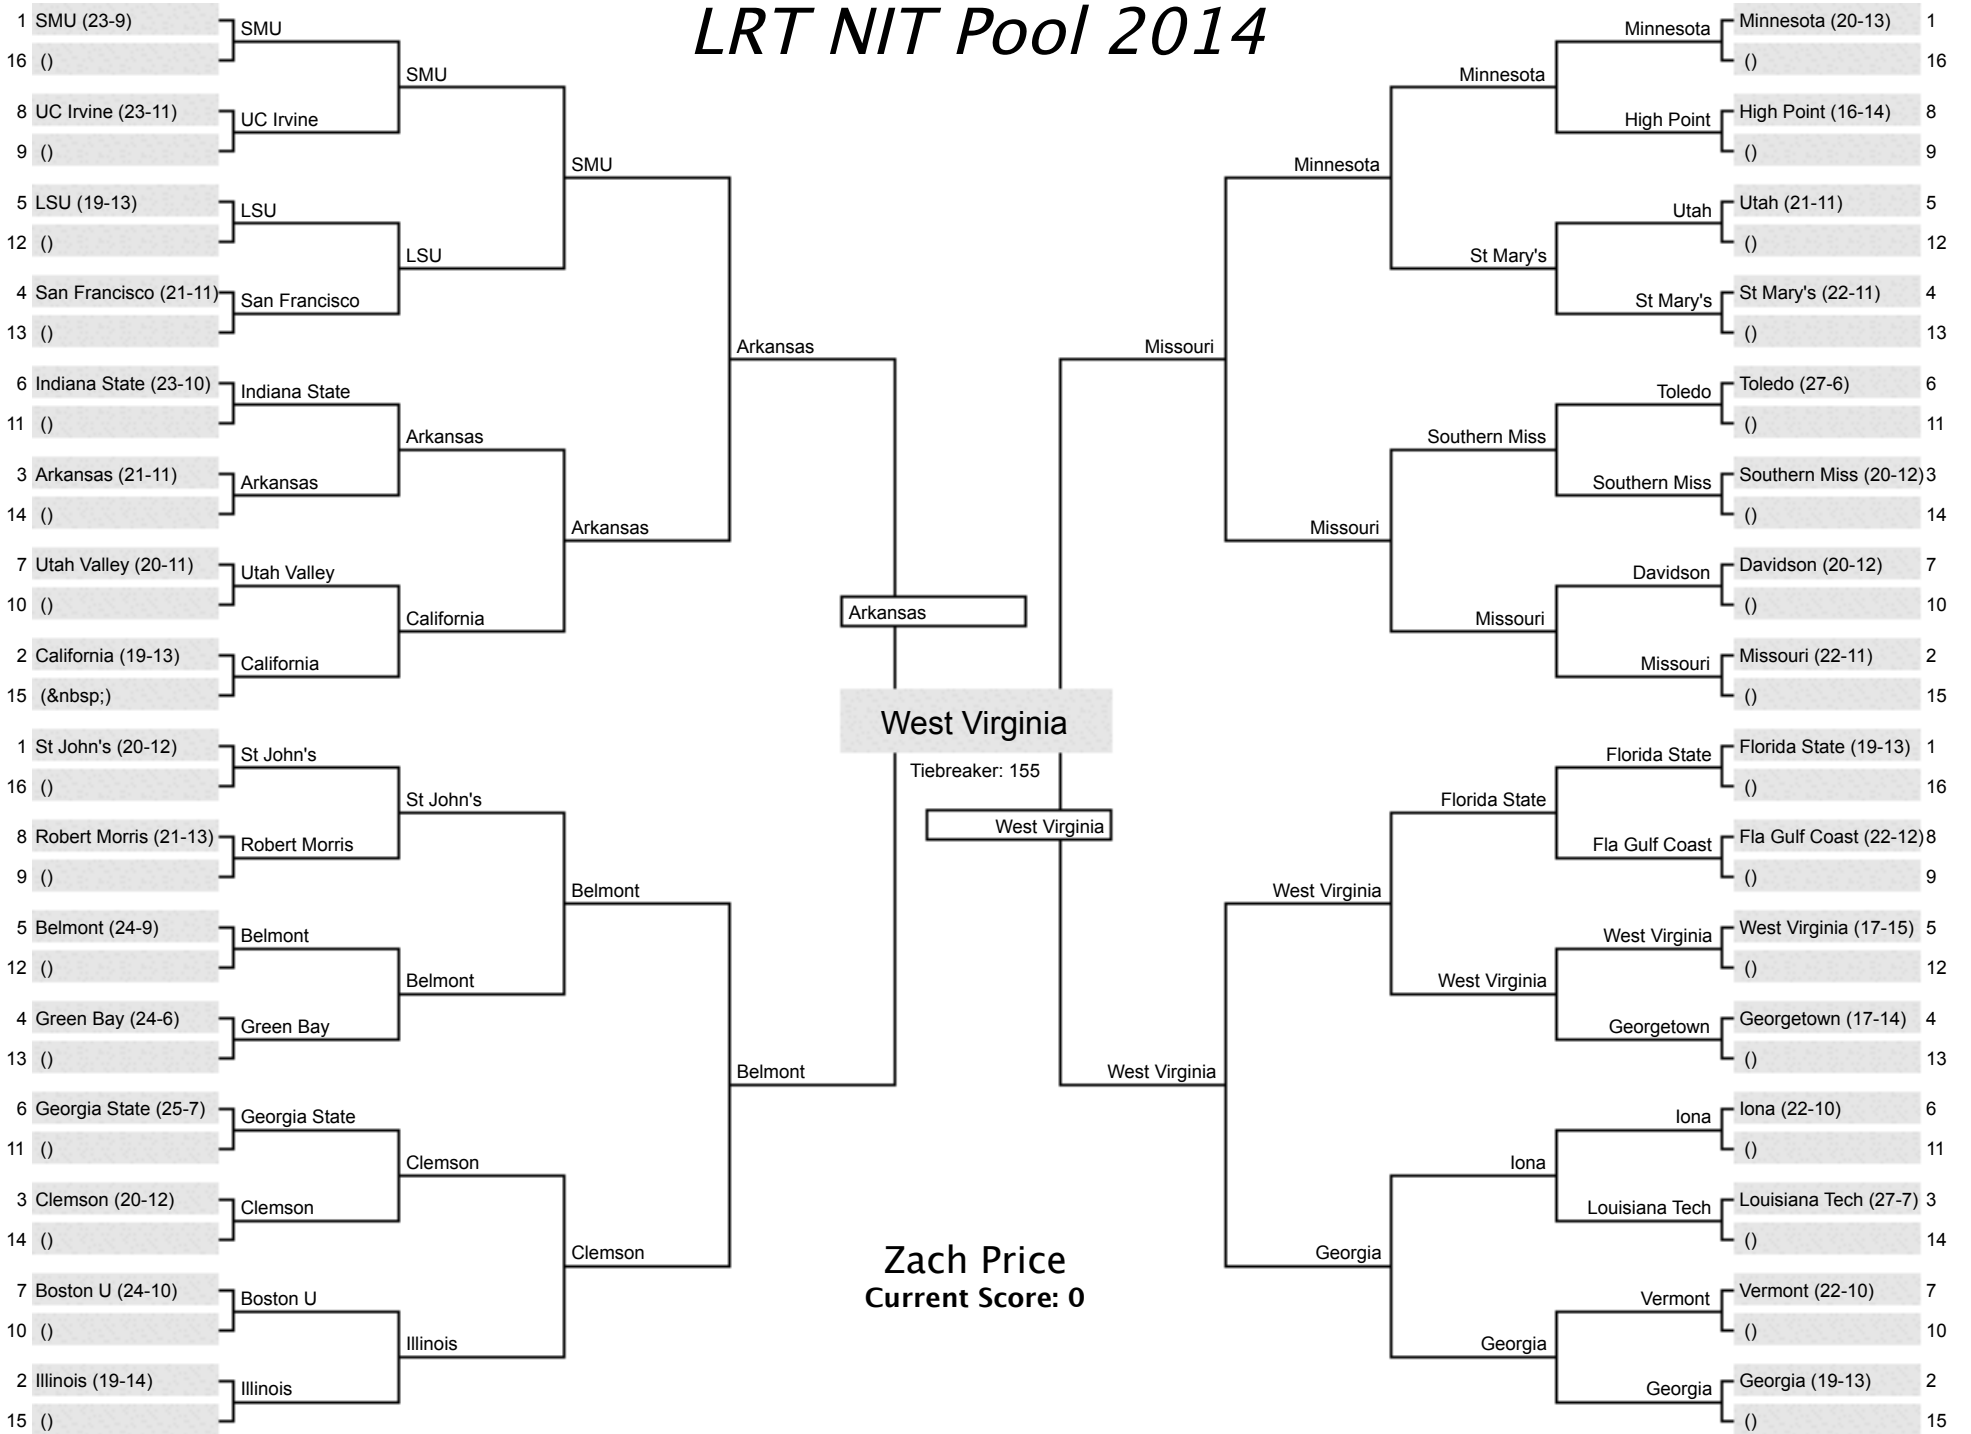 LRT NIT Pool 2014
1 SMU (23-9)
16 ()
8 UC Irvine (23-11)
9 ()
5 LSU (19-13)
12 ()
4 San Francisco (21-11)
13 ()
6 Indiana State (23-10)
11 ()
3 Arkansas (21-11)
14 ()
7 Utah Valley (20-11)
10 ()
2 California (19-13)
15 (&nbsp;)
1 St John's (20-12)
16 ()
8 Robert Morris (21-13)
9 ()
5 Belmont (24-9)
12 ()
4 Green Bay (24-6)
13 ()
6 Georgia State (25-7)
11 ()
3 Clemson (20-12)
14 ()
7 Boston U (24-10)
10 ()
2 Illinois (19-14)
15 ()
SMU
UC Irvine
LSU
San Francisco
Indiana State
Arkansas
Utah Valley
California
St John's
Robert Morris
Belmont
Green Bay
Georgia State
Clemson
Boston U
Illinois
SMU
LSU
Arkansas
California
St John's
Belmont
Clemson
Illinois
SMU
Arkansas
Belmont
Clemson
Arkansas
Belmont
Arkansas
West Virginia
Tiebreaker: 155
West Virginia
Zach Price
Current Score: 0
Missouri
West Virginia
Minnesota
Missouri
West Virginia
Georgia
Minnesota
St Mary's
Southern Miss
Missouri
Florida State
West Virginia
Iona
Georgia
Minnesota
High Point
Utah
St Mary's
Toledo
Southern Miss
Davidson
Missouri
Florida State
Fla Gulf Coast
West Virginia
Georgetown
Iona
Louisiana Tech
Vermont
Georgia
Minnesota (20-13) 1
() 16
High Point (16-14) 8
() 9
Utah (21-11) 5
() 12
St Mary's (22-11) 4
() 13
Toledo (27-6) 6
() 11
Southern Miss (20-12) 3
() 14
Davidson (20-12) 7
() 10
Missouri (22-11) 2
() 15
Florida State (19-13) 1
() 16
Fla Gulf Coast (22-12) 8
() 9
West Virginia (17-15) 5
() 12
Georgetown (17-14) 4
() 13
Iona (22-10) 6
() 11
Louisiana Tech (27-7) 3
() 14
Vermont (22-10) 7
() 10
Georgia (19-13) 2
() 15